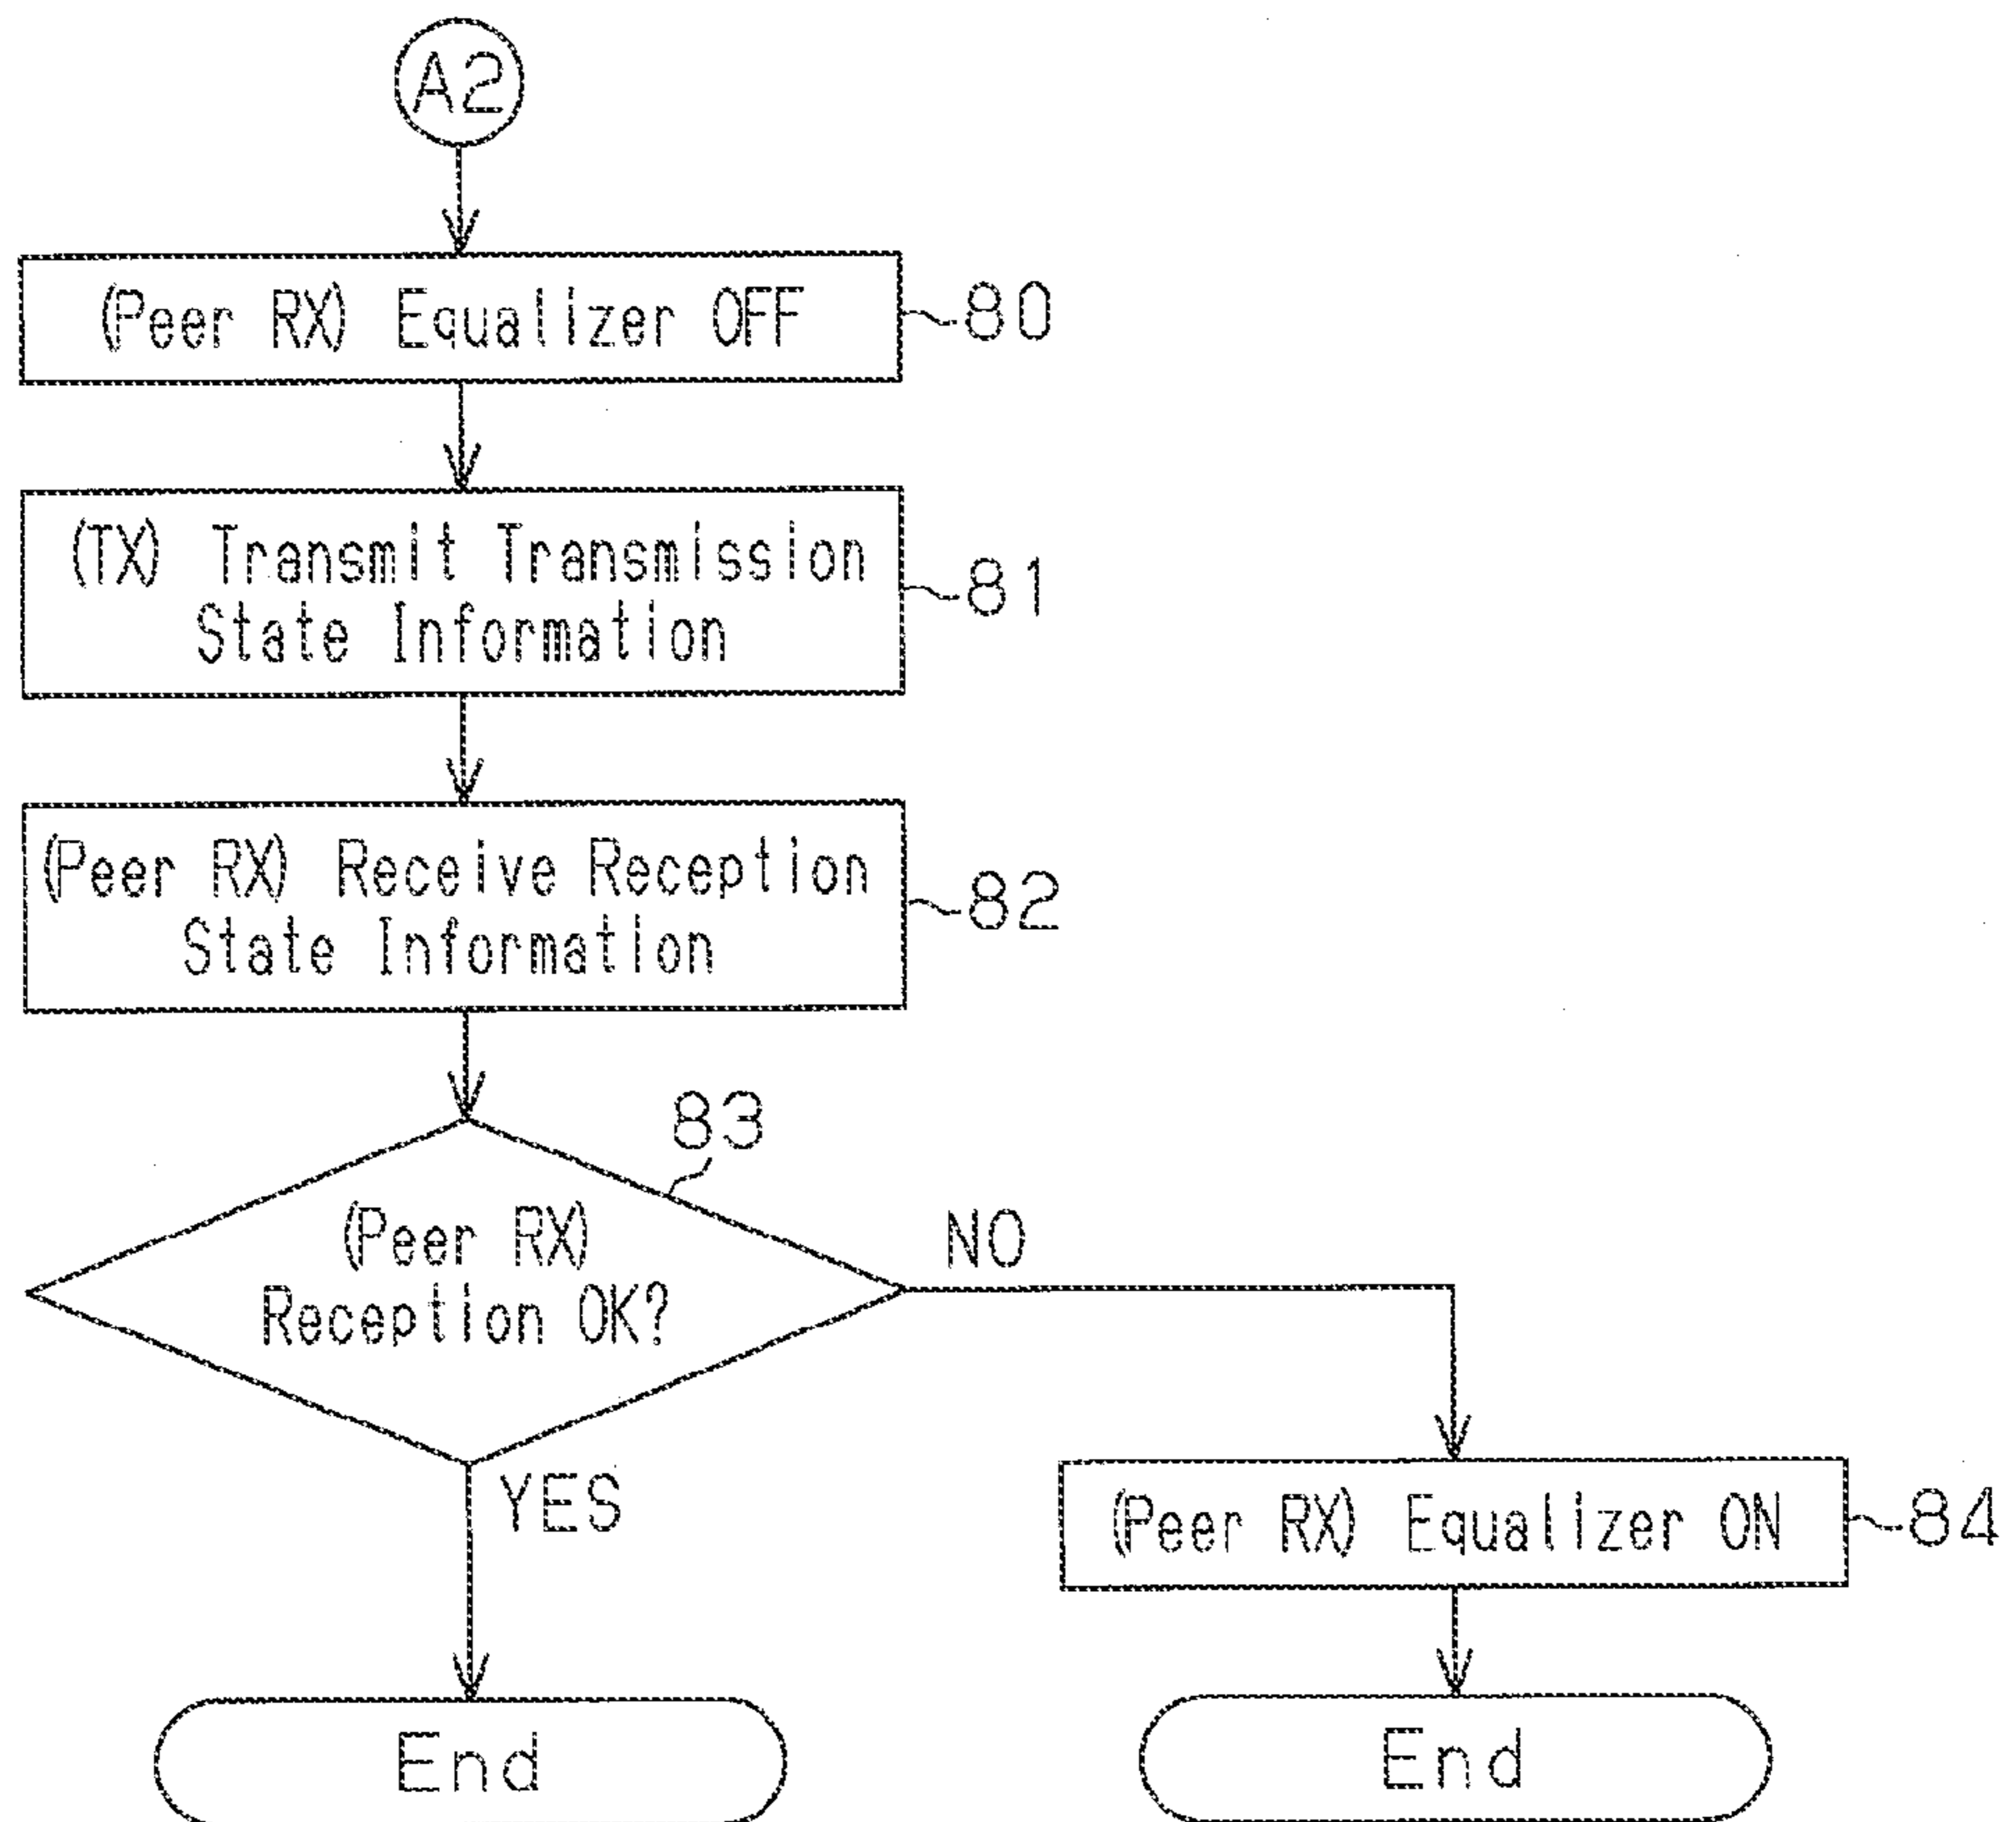 A2
(Peer RX) Equalizer OFF
80
(TX) Transmit Transmission
State Information
81
(Peer RX) Receive Reception
State Information
82
83
(Peer RX)
Reception OK?
NO
YES
(Peer RX) Equalizer ON
84
End
End